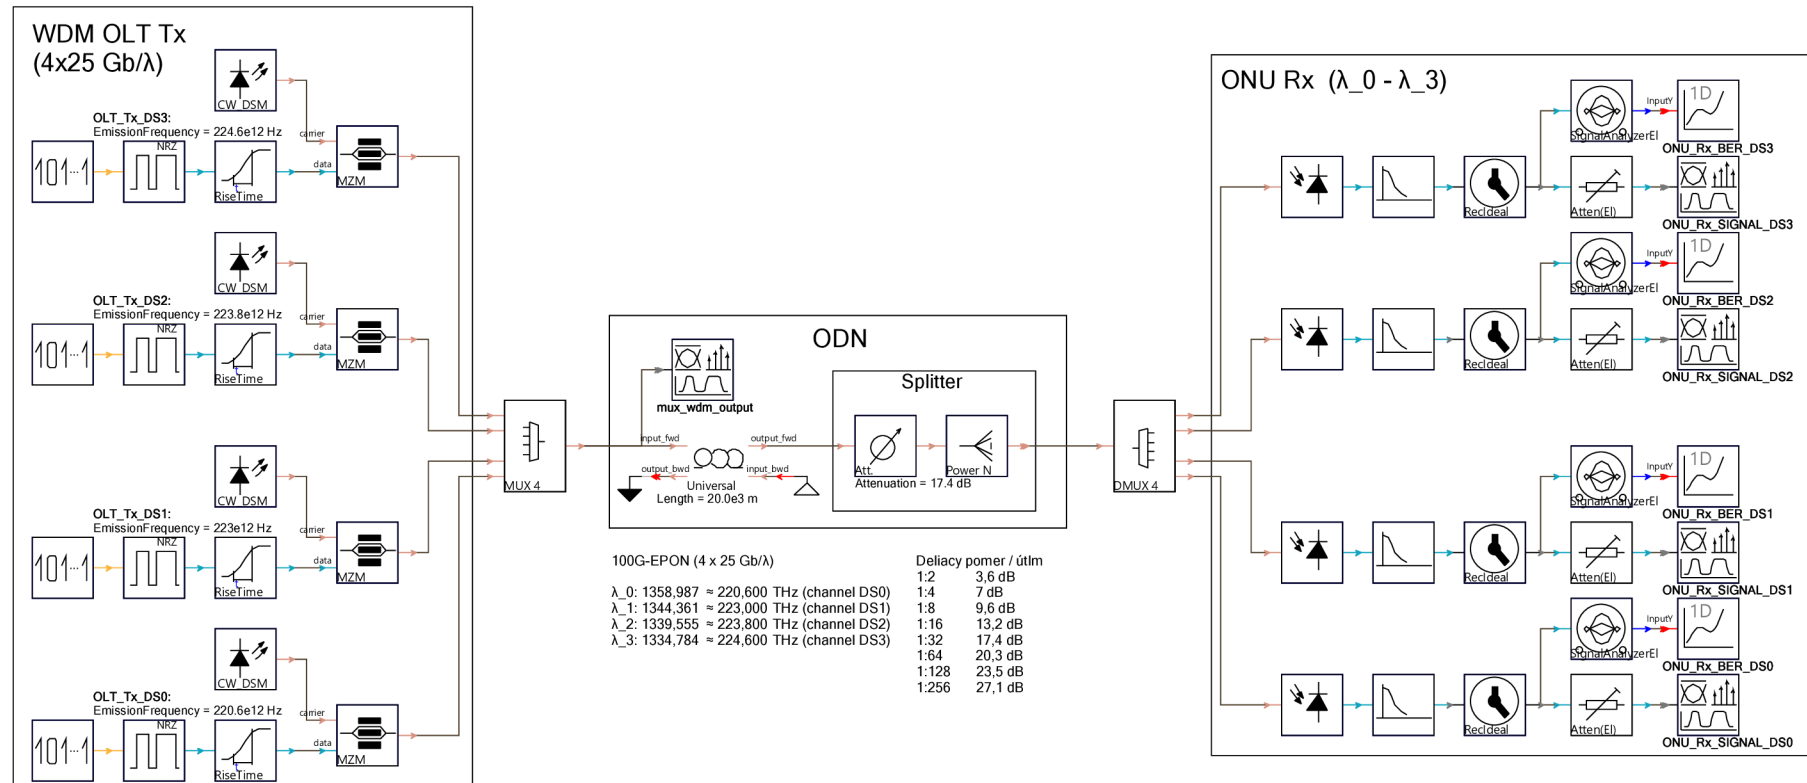 WDM OLT Tx
(4x25 Gb/λ)
CW_DSM
OLT_Tx_DS3:
EmissionFrequency = 224.6e12 Hz
carrier
NRZ
data
RiseTime
MZM
CW_DSM
OLT_Tx_DS2:
EmissionFrequency = 223.8e12 Hz
carrier
NRZ
data
RiseTime
MZM
CW_DSM
OLT_Tx_DS1:
EmissionFrequency = 223e12 Hz
carrier
NRZ
data
RiseTime
MZM
CW_DSM
OLT_Tx_DS0:
EmissionFrequency = 220.6e12 Hz
carrier
NRZ
data
RiseTime
MZM
MUX 4
ODN
mux_wdm_output
input_fwd
output_fwd
output_bwd
input_bwd
Universal
Length = 20.0e3 m
Splitter
Att.
Power N
Attenuation = 17.4 dB
DMUX 4
100G-EPON (4 x 25 Gb/λ)
λ_0: 1358,987 ≈ 220,600 THz (channel DS0)
λ_1: 1344,361 ≈ 223,000 THz (channel DS1)
λ_2: 1339,555 ≈ 223,800 THz (channel DS2)
λ_3: 1334,784 ≈ 224,600 THz (channel DS3)
Deliacy pomer / útlm
1:2 3,6 dB
1:4 7 dB
1:8 9,6 dB
1:16 13,2 dB
1:32 17,4 dB
1:64 20,3 dB
1:128 23,5 dB
1:256 27,1 dB
ONU Rx (λ_0 - λ_3)
InputY
1D
SignalAnalyzerEl
ONU_Rx_BER_DS3
RecIdeal
Atten(El)
ONU_Rx_SIGNAL_DS3
InputY
1D
SignalAnalyzerEl
ONU_Rx_BER_DS2
RecIdeal
Atten(El)
ONU_Rx_SIGNAL_DS2
InputY
1D
SignalAnalyzerEl
ONU_Rx_BER_DS1
RecIdeal
Atten(El)
ONU_Rx_SIGNAL_DS1
InputY
1D
SignalAnalyzerEl
ONU_Rx_BER_DS0
RecIdeal
Atten(El)
ONU_Rx_SIGNAL_DS0